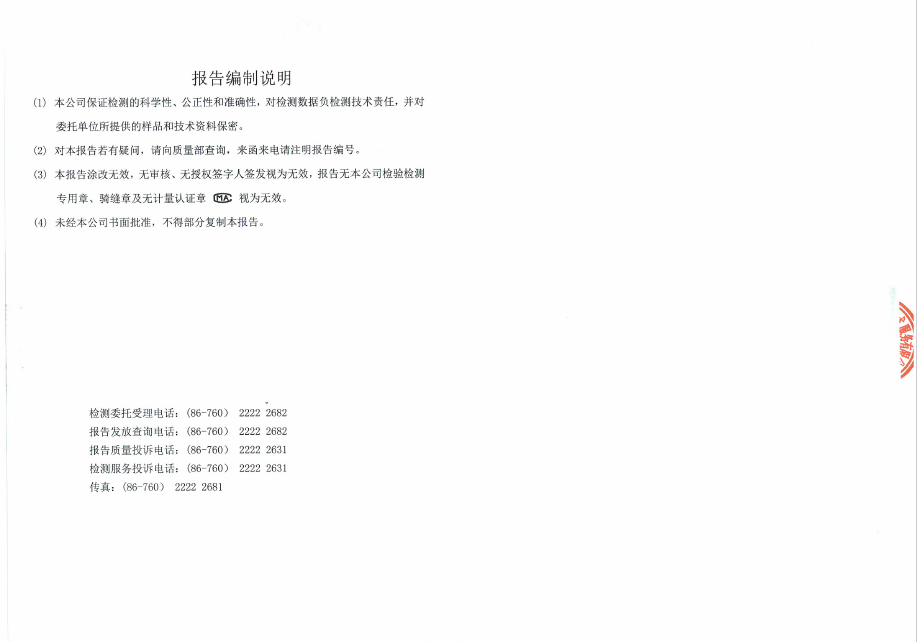 报告编制说明
(1) 本公司保证检测的科学性、公正性和准确性，对检测数据负检测技术责任，并对
委托单位所提供的样品和技术资料保密。
(2) 对本报告若有疑问，请向质量部查询，来函来电请注明报告编号。
(3) 本报告涂改无效，无审核、无授权签字人签发视为无效，报告无本公司检验检测
专用章、骑缝章及无计量认证章 MA 视为无效。
(4) 未经本公司书面批准，不得部分复制本报告。
检测委托受理电话：(86-760） 2222 2682
报告发放查询电话：(86-760） 2222 2682
报告质量投诉电话：(86-760） 2222 2631
检测服务投诉电话：(86-760） 2222 2631
传真：(86-760） 2222 2681
服务有限